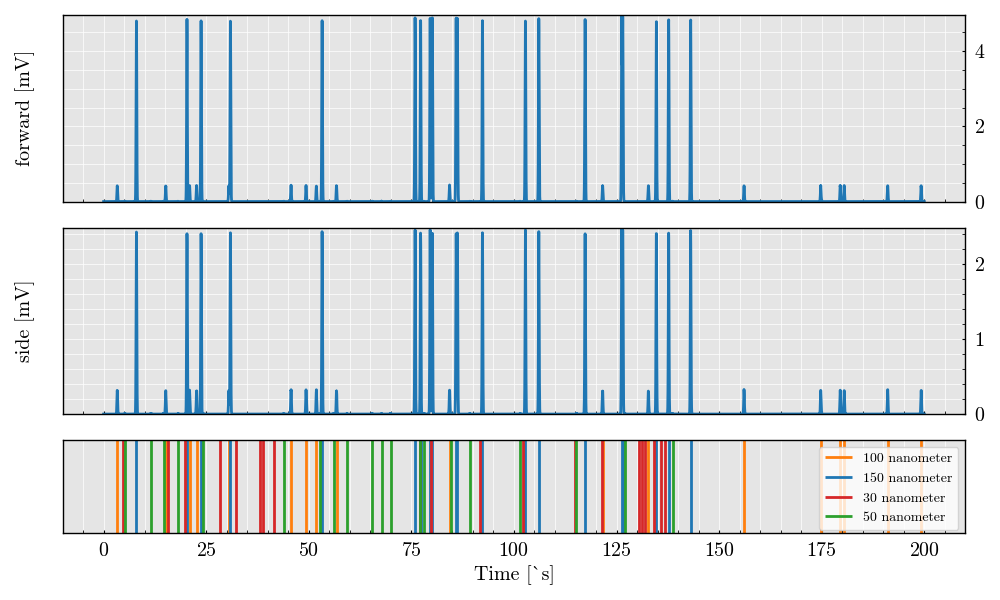 forward [mV]
4
2
0
side [mV]
2
1
0
100 nanometer
150 nanometer
30 nanometer
50 nanometer
0 25 50 75 100 125 150 175 200
Time [`s]